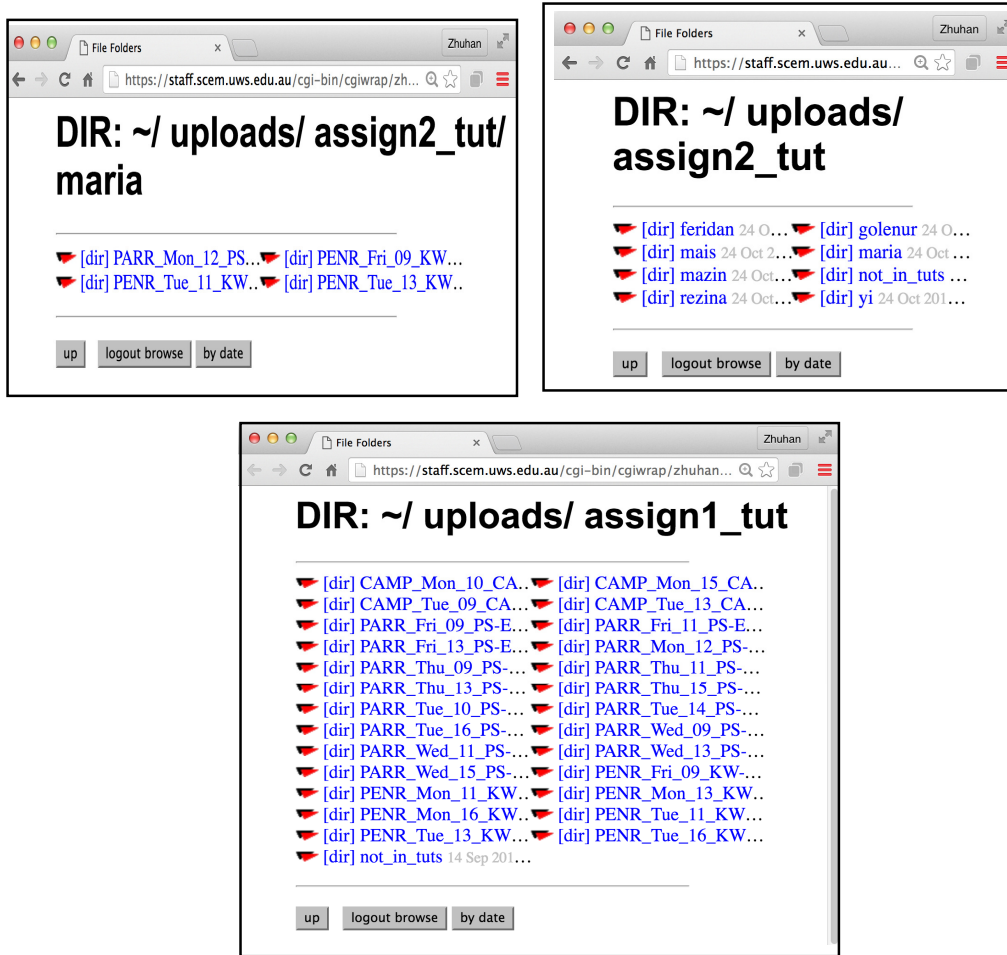 File Folders
Zhuhan
https://staff.scem.uws.edu.au/cgi-bin/cgiwrap/zh...
DIR: ~/ uploads/ assign2_tut/
maria
[dir] PARR_Mon_12_PS... [dir] PENR_Fri_09_KW...
[dir] PENR_Tue_11_KW... [dir] PENR_Tue_13_KW...
up logout browse by date
File Folders
Zhuhan
https://staff.scem.uws.edu.au...
DIR: ~/ uploads/
assign2_tut
[dir] feridan 24 O... [dir] golenur 24 O...
[dir] mais 24 Oct 2... [dir] maria 24 Oct ...
[dir] mazin 24 Oct... [dir] not_in_tuts ...
[dir] rezina 24 Oct... [dir] yi 24 Oct 201...
up logout browse by date
File Folders
Zhuhan
https://staff.scem.uws.edu.au/cgi-bin/cgiwrap/zhuhan...
DIR: ~/ uploads/ assign1_tut
[dir] CAMP_Mon_10_CA... [dir] CAMP_Mon_15_CA...
[dir] CAMP_Tue_09_CA... [dir] CAMP_Tue_13_CA...
[dir] PARR_Fri_09_PS-E... [dir] PARR_Fri_11_PS-E...
[dir] PARR_Fri_13_PS-E... [dir] PARR_Mon_12_PS-...
[dir] PARR_Thu_09_PS-... [dir] PARR_Thu_11_PS-...
[dir] PARR_Thu_13_PS-... [dir] PARR_Thu_15_PS-...
[dir] PARR_Tue_10_PS-... [dir] PARR_Tue_14_PS-...
[dir] PARR_Tue_16_PS-... [dir] PARR_Wed_09_PS-...
[dir] PARR_Wed_11_PS-... [dir] PARR_Wed_13_PS-...
[dir] PARR_Wed_15_PS-... [dir] PENR_Fri_09_KW-...
[dir] PENR_Mon_11_KW... [dir] PENR_Mon_13_KW...
[dir] PENR_Mon_16_KW... [dir] PENR_Tue_11_KW...
[dir] PENR_Tue_13_KW... [dir] PENR_Tue_16_KW...
[dir] not_in_tuts 14 Sep 201...
up logout browse by date